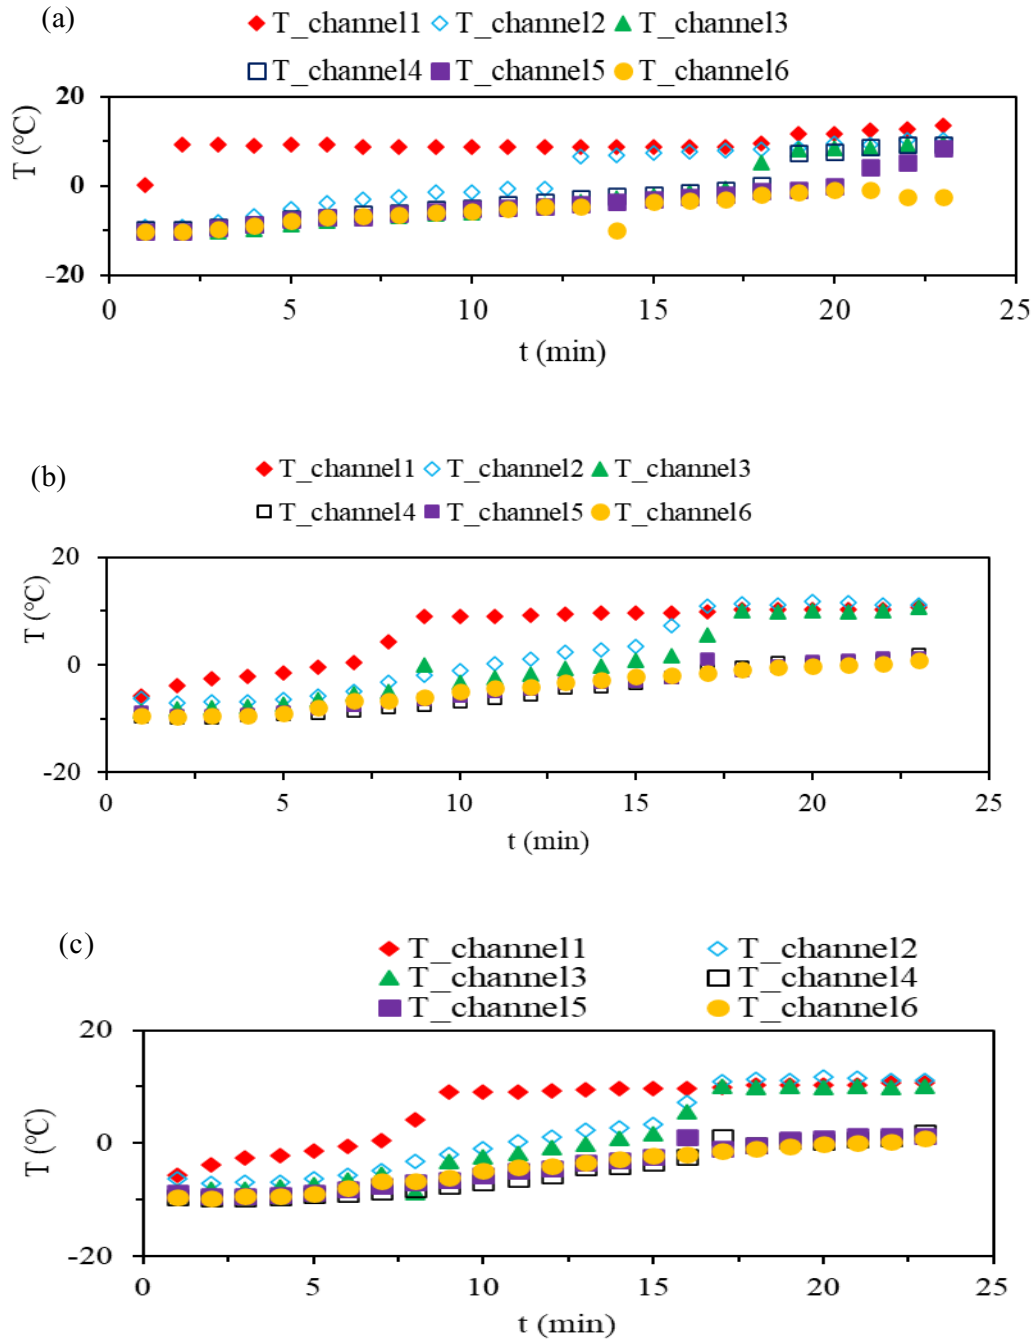 (a)
T_channel1 T_channel2 T_channel3
T_channel4 T_channel5 T_channel6
20
0
-20
T (°C)
0 5 10 15 20 25
t (min)
(b)
T_channel1 T_channel2 T_channel3
T_channel4 T_channel5 T_channel6
20
0
-20
T (°C)
0 5 10 15 20 25
t (min)
(c)
T_channel1 T_channel2
T_channel3 T_channel4
T_channel5 T_channel6
20
0
-20
T (°C)
0 5 10 15 20 25
t (min)